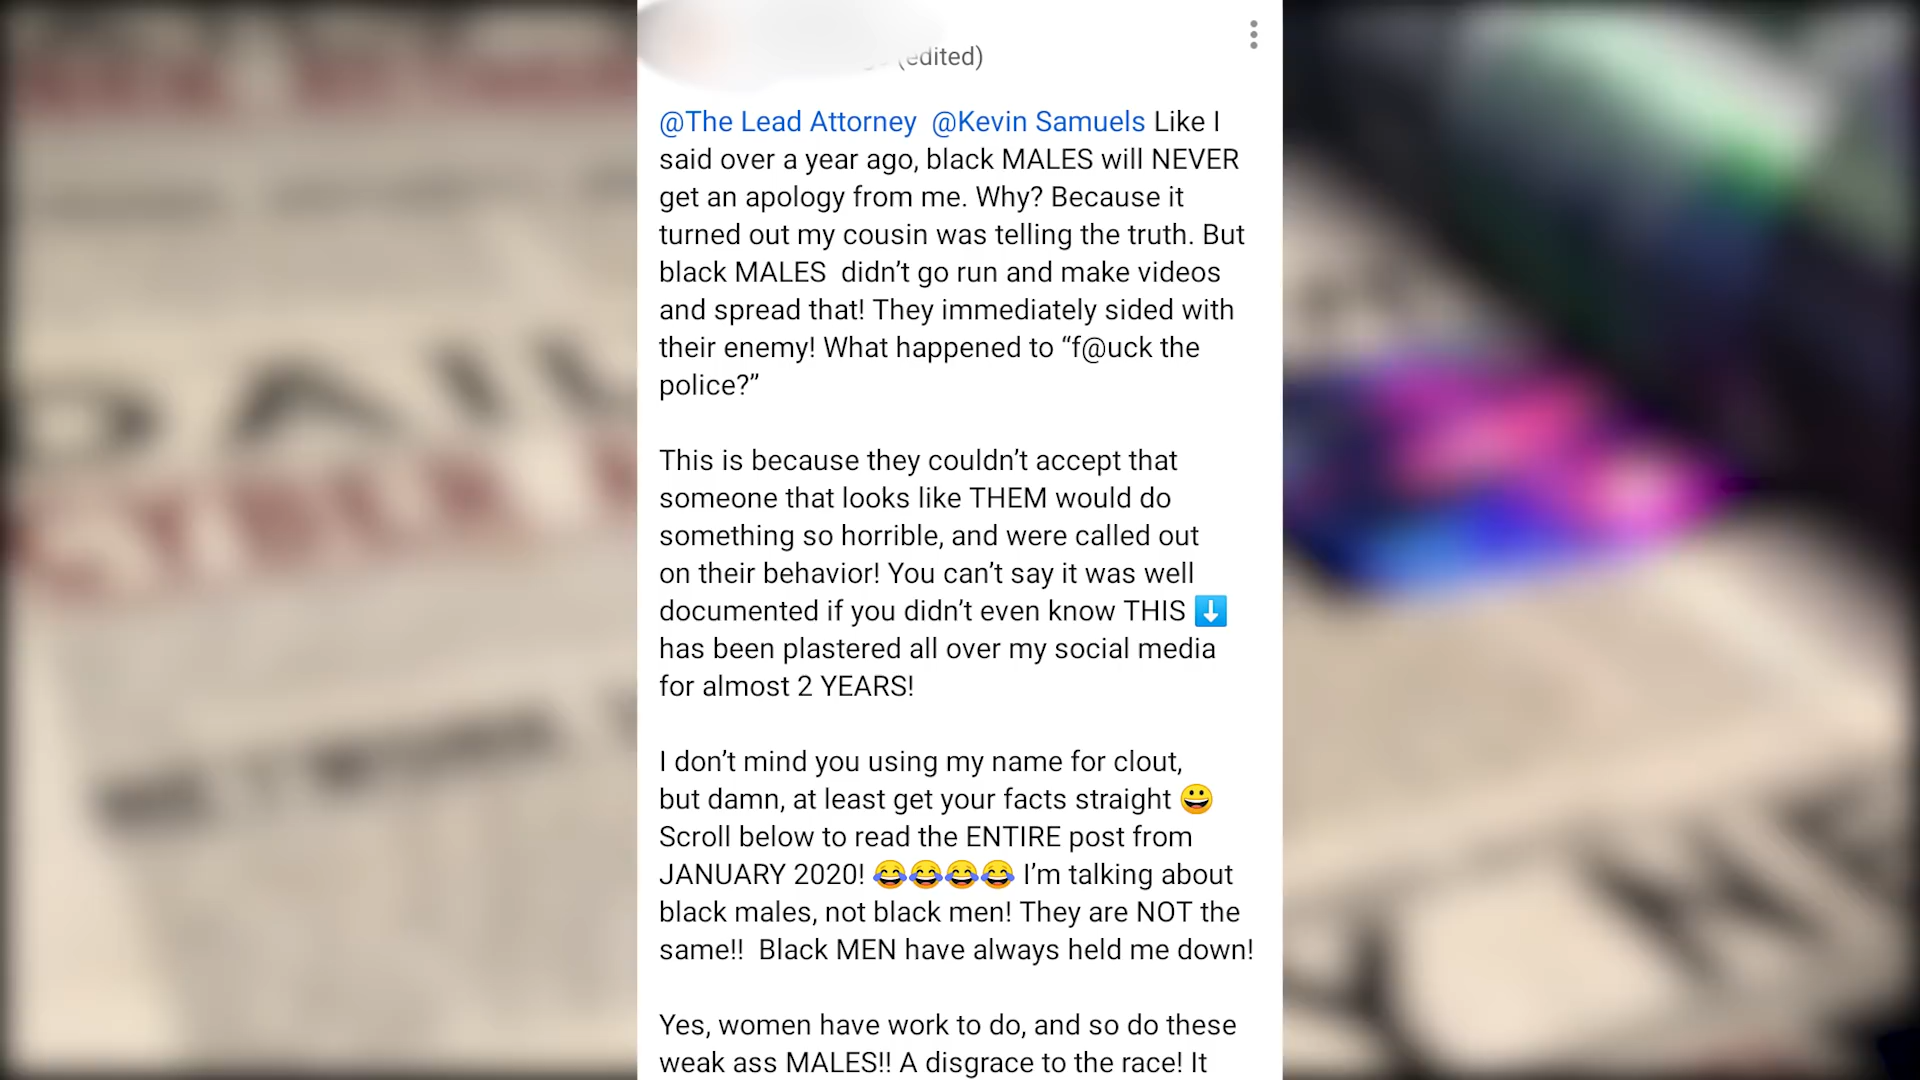 (edited)
@The Lead Attorney @Kevin Samuels Like I
said over a year ago, black MALES will NEVER
get an apology from me. Why? Because it
turned out my cousin was telling the truth. But
black MALES didn’t go run and make videos
and spread that! They immediately sided with
their enemy! What happened to “f@uck the
police?”
This is because they couldn’t accept that
someone that looks like THEM would do
something so horrible, and were called out
on their behavior! You can’t say it was well
documented if you didn’t even know THIS ⬇️
has been plastered all over my social media
for almost 2 YEARS!
I don’t mind you using my name for clout,
but damn, at least get your facts straight 😀
Scroll below to read the ENTIRE post from
JANUARY 2020! 😂😂😂😂 I’m talking about
black males, not black men! They are NOT the
same!! Black MEN have always held me down!
Yes, women have work to do, and so do these
weak ass MALES!! A disgrace to the race! It